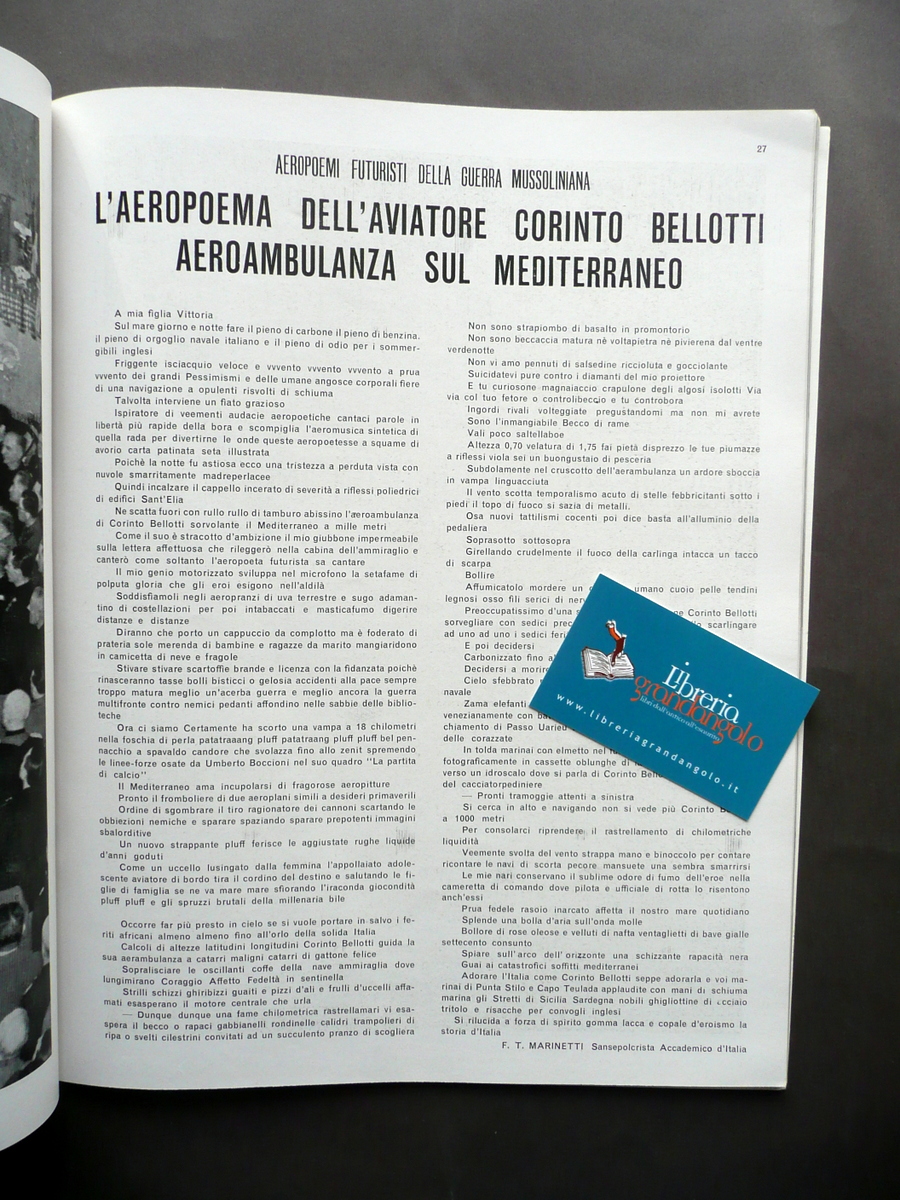 27
AEROPOEMI FUTURISTI DELLA GUERRA MUSSOLINIANA
L'AEROPOEMA DELL'AVIATORE CORINTO BELLOTTI
AEROAMBULANZA SUL MEDITERRANEO
A mia figlia Vittoria
Sul mare giorno e notte fare il pieno di carbone il pieno di benzina.
il pieno di orgoglio navale italiano e il pieno di odio per i sommer-
gibili inglesi
Friggente isciacquio veloce e vvvento vvvento vvvento a prua
vvvento dei grandi Pessimismi e delle umane angosce corporali fiere
di una navigazione a opulenti risvolti di schiuma
Talvolta interviene un fiato grazioso
Ispiratore di veementi audacie aeropoetiche cantaci parole in
libertà più rapide della bora e scompiglia l'aeromusica sintetica di
quella rada per divertirne le onde queste aeropoetesse a squame di
avorio carta patinata seta illustrata
Poichè la notte fu astiosa ecco una tristezza a perduta vista con
nuvole smarritamente madreperlacee
Quindi incalzare il cappello incerato di severità a riflessi poliedrici
di edifici Sant'Elia
Ne scatta fuori con rullo rullo di tamburo abissino l'æroambulanza
di Corinto Bellotti sorvolante il Mediterraneo a mille metri
Come il suo è stracotto d'ambizione il mio giubbone impermeabile
sulla lettera affettuosa che rileggerò nella cabina dell'ammiraglio e
canterò come soltanto l'aeropoeta futurista sa cantare
Il mio genio motorizzato sviluppa nel microfono la setafame di
polputa gloria che gli eroi esigono nell'aldilà
Soddisfiamoli negli aeropranzi di uva terrestre e sugo adaman-
tino di costellazioni per poi intabaccati e masticafumo digerire
distanze e distanze
Diranno che porto un cappuccio da complotto ma è foderato di
prateria sole merenda di bambine e ragazze da marito mangiaridono
in camicetta di neve e fragole
Stivare stivare scartoffie brande e licenza con la fidanzata poichè
rinasceranno tasse bolli bisticci o gelosia accidenti alla pace sempre
troppo matura meglio un'acerba guerra e meglio ancora la guerra
multifronte contro nemici pedanti affondino nelle sabbie delle biblio-
teche
Ora ci siamo Certamente ha scorto una vampa a 18 chilometri
nella foschia di perla patatraaang pluff patatraang pluff pluff bel pen-
nacchio a spavaldo candore che svolazza fino allo zenit spremendo
le linee-forze osate da Umberto Boccioni nel suo quadro "La partita
di calcio"
Il Mediterraneo ama incupolarsi di fragorose aeropitture
Pronto il fromboliere di due aeroplani simili a desideri primaverili
Ordine di sgombrare il tiro ragionatore dei cannoni scartando le
obbiezioni nemiche e sparare spaziando sparare prepotenti immagini
sbalorditive
Un nuovo strappante pluff ferisce le aggiustate rughe liquide
d'anni goduti
Come un uccello lusingato dalla femmina l'appollaiato adole-
scente aviatore di bordo tira il cordino del destino e salutando le fi-
glie di famiglia se ne va mare mare sfiorando l'iraconda giocondità
pluff pluff e gli spruzzi brutali della millenaria bile
Occorre far più presto in cielo se si vuole portare in salvo i fe-
riti africani almeno almeno fino all'orlo della solida Italia
Calcoli di altezze latitudini longitudini Corinto Bellotti guida la
sua aerambulanza a catarri maligni catarri di gattone felice
Sopralisciare le oscillanti coffe della nave ammiraglia dove
lungimirano Coraggio Affetto Fedeltà in sentinella
Strilli schizzi ghiribizzi guaiti e pizzi d'ali e frulli d'uccelli affa-
mati esasperano il motore centrale che urla
— Dunque dunque una fame chilometrica rastrellamari vi esa-
spera il becco o rapaci gabbianelli rondinelle calidri trampolieri di
ripa o svelti cilestrini convitati ad un succulento pranzo di scogliera
Non sono strapiombo di basalto in promontorio
Non sono beccaccia matura nè voltapietra nè pivierena dal ventre
verdenotte
Non vi amo pennuti di salsedine riccioluta e gocciolante
Suicidatevi pure contro i diamanti del mio proiettore
E tu curiosone magnaiaccio crapulone degli algosi isolotti Via
via col tuo fetore o controlibeccio e tu controbora
Ingordi rivali volteggiate pregustandomi ma non mi avrete
Sono l'inmangiabile Becco di rame
Vali poco saltellaboe
Altezza 0,70 velatura di 1,75 fai pietà disprezzo le tue piumazze
a riflessi viola sei un buongustaio di pesceria
Subdolamente nel cruscotto dell'aerambulanza un ardore sboccia
in vampa linguacciuta
Il vento scotta temporalismo acuto di stelle febbricitanti sotto i
piedi il topo di fuoco si sazia di metalli.
Osa nuovi tattilismi cocenti poi dice basta all'alluminio della
pedaliera
Soprasotto sottosopra
Girellando crudelmente il fuoco della carlinga intacca un tacco
di scarpa
Bollire
Affumicatolo mordere un umano cuoio pelle tendini
legnosi osso fili serici di
Preoccupatissimo d'una Corinto Bellotti
sorvegliare con sedici scarlingare
ad uno ad uno i sedici
E poi decidersi
Carbonizzato fino
Decidersi a morire
Cielo sfebbrato
navale
Zama elefanti
venezianamente con
chiamento di Passo Uarieu
delle corazzate
In tolda marinai con elmetto nel
fotograficamente in cassette oblunghe di
verso un idroscalo dove si parla di Corinto
del cacciatorpediniere
— Pronti tramoggie attenti a sinistra
Si cerca in alto e navigando non si vede più Corinto
a 1000 metri
Per consolarci riprendere il rastrellamento di chilometriche
liquidità
Veemente svolta del vento strappa mano e binoccolo per contare
ricontare le navi di scorta pecore mansuete una sembra smarrirsi
Le mie nari conservano il sublime odore di fumo dell'eroe nella
cameretta di comando dove pilota e ufficiale di rotta lo risentono
anch'essi
Prua fedele rasoio inarcato affetta il nostro mare quotidiano
Splende una bolla d'aria sull'onda molle
Bollore di rose oleose e velluti di nafta ventaglietti di bave gialle
settecento consunto
Spiare sull'arco dell'orizzonte una schizzante rapacità nera
Guai ai catastrofici soffitti mediterranei
Adorare l'Italia come Corinto Bellotti seppe adorarla e voi ma-
rinai di Punta Stilo e Capo Teulada applaudite con mani di schiuma
marina gli Stretti di Sicilia Sardegna nobili ghigliottine di acciaio
tritolo e risacche per convogli inglesi
Si rilucida a forza di spirito gomma lacca e copale d'eroismo la
storia d'Italia
F. T. MARINETTI Sansepolcrista Accademico d'Italia
Libreria
grandangolo
libri dall'antico all'esaurito
www.libreriagrandangolo.it